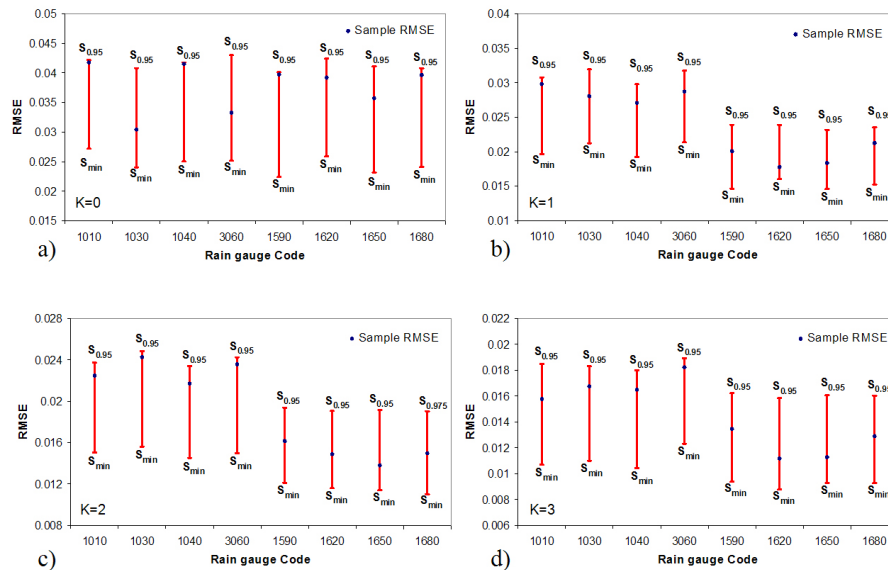 0.05
0.045
0.04
0.035
0.03
0.025
0.02
0.015
RMSE
Sample RMSE
S0.95 S0.95 S0.95 S0.95 S0.95 S0.95 S0.95 S0.95
Smin Smin Smin Smin Smin Smin Smin Smin
K=0
1010 1030 1040 3060 1590 1620 1650 1680
Rain gauge Code
a)
0.04
0.035
0.03
0.025
0.02
0.015
0.01
RMSE
Sample RMSE
S0.95 S0.95 S0.95 S0.95 S0.95 S0.95 S0.95 S0.95
Smin Smin Smin Smin Smin Smin Smin Smin
K=1
1010 1030 1040 3060 1590 1620 1650 1680
Rain gauge Code
b)
0.028
0.024
0.02
0.016
0.012
0.008
RMSE
Sample RMSE
S0.95 S0.95 S0.95 S0.95 S0.95 S0.95 S0.95 S0.975
Smin Smin Smin Smin Smin Smin Smin Smin
K=2
1010 1030 1040 3060 1590 1620 1650 1680
Rain gauge Code
c)
0.022
0.02
0.018
0.016
0.014
0.012
0.01
0.008
0.006
RMSE
Sample RMSE
S0.95 S0.95 S0.95 S0.95 S0.95 S0.95 S0.95 S0.95
Smin Smin Smin Smin Smin Smin Smin Smin
K=3
1010 1030 1040 3060 1590 1620 1650 1680
Rain gauge Code
d)